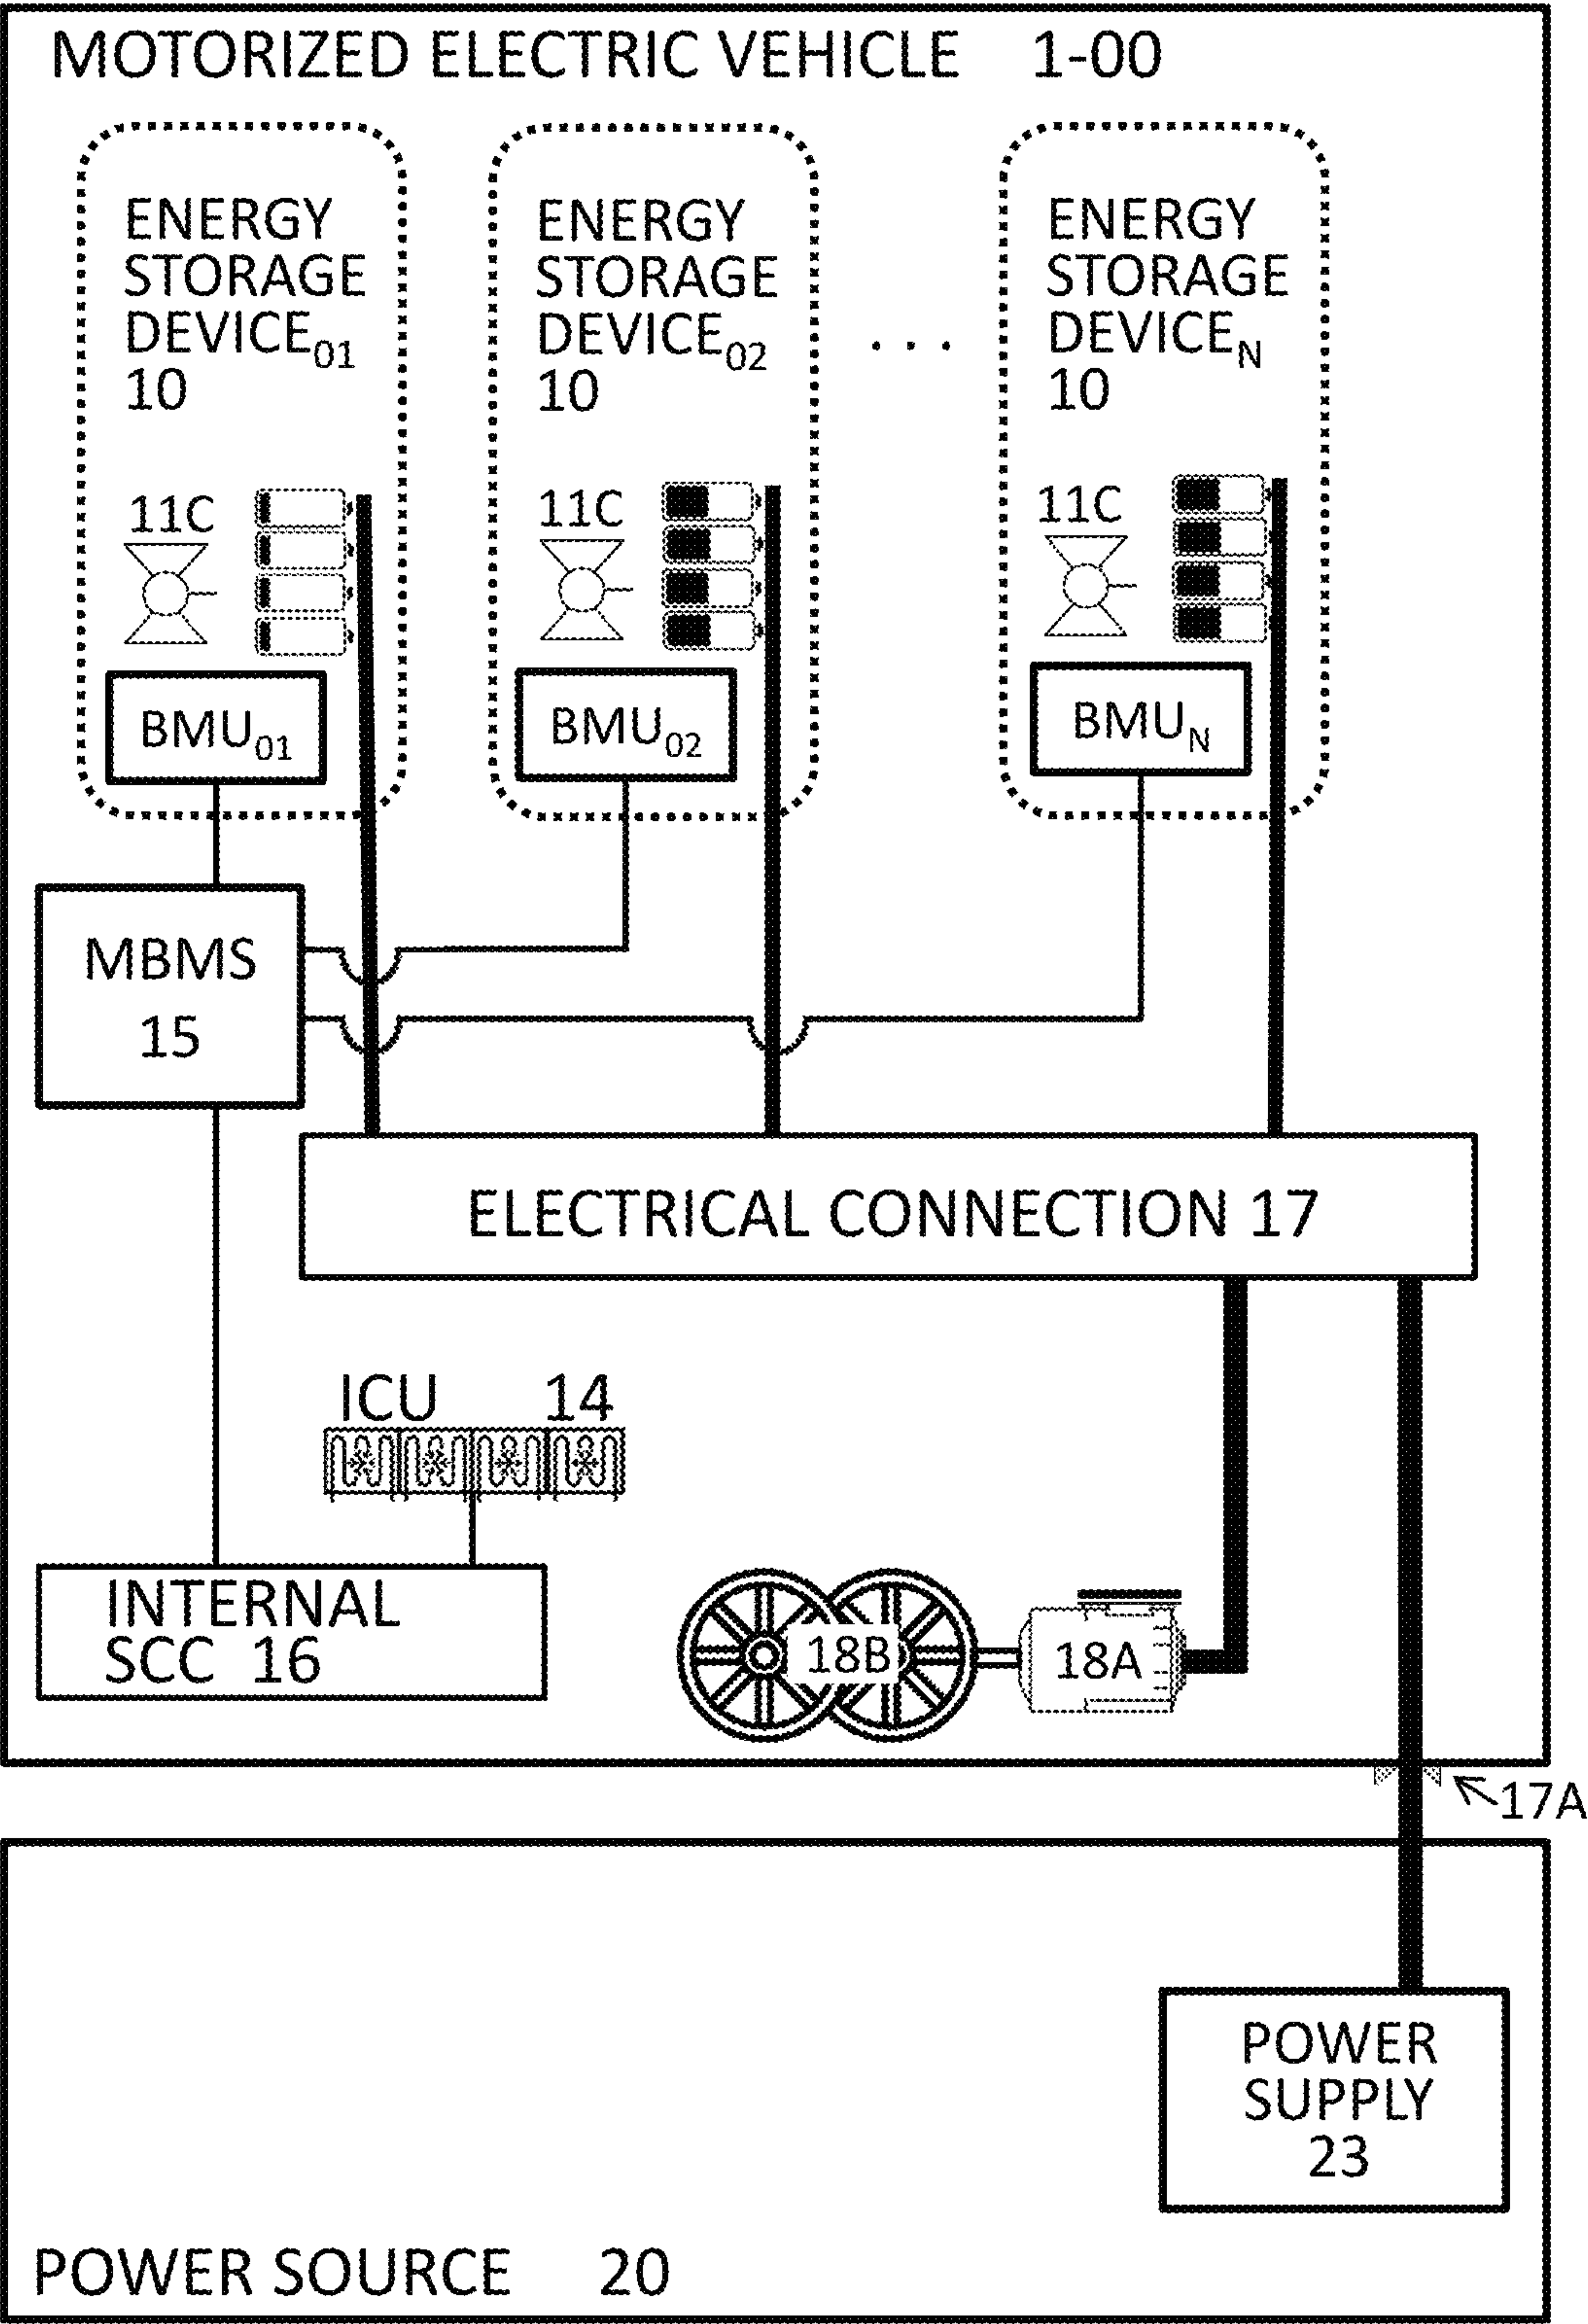 MOTORIZED ELECTRIC VEHICLE 1-00
ENERGY
STORAGE
DEVICE01
10
ENERGY
STORAGE
DEVICE02
10
. . .
ENERGY
STORAGE
DEVICEN
10
11C
11C
11C
BMU01
BMU02
BMUN
MBMS
15
ELECTRICAL CONNECTION 17
ICU 14
INTERNAL
SCC 16
18B
18A
17A
POWER
SUPPLY
23
POWER SOURCE 20